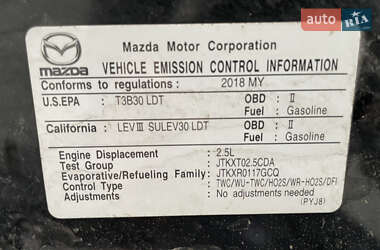 auto.RIA.com
Mazda Motor Corporation
mazda VEHICLE EMISSION CONTROL INFORMATION
Conforms to regulations : 2018 MY
U.S.EPA : T3B30 LDT OBD : II
Fuel : Gasoline
California : LEVIII SULEV30 LDT OBD : II
Fuel : Gasoline
Engine Displacement : 2.5L
Test Group : JTKXT02.5CDA
Evaporative/Refueling Family: JTKXR0117GCQ
Control Type : TWC/WU-TWC/HO2S/WR-HO2S/DFI
Adjustments : No adjustments needed
(PYJ8)